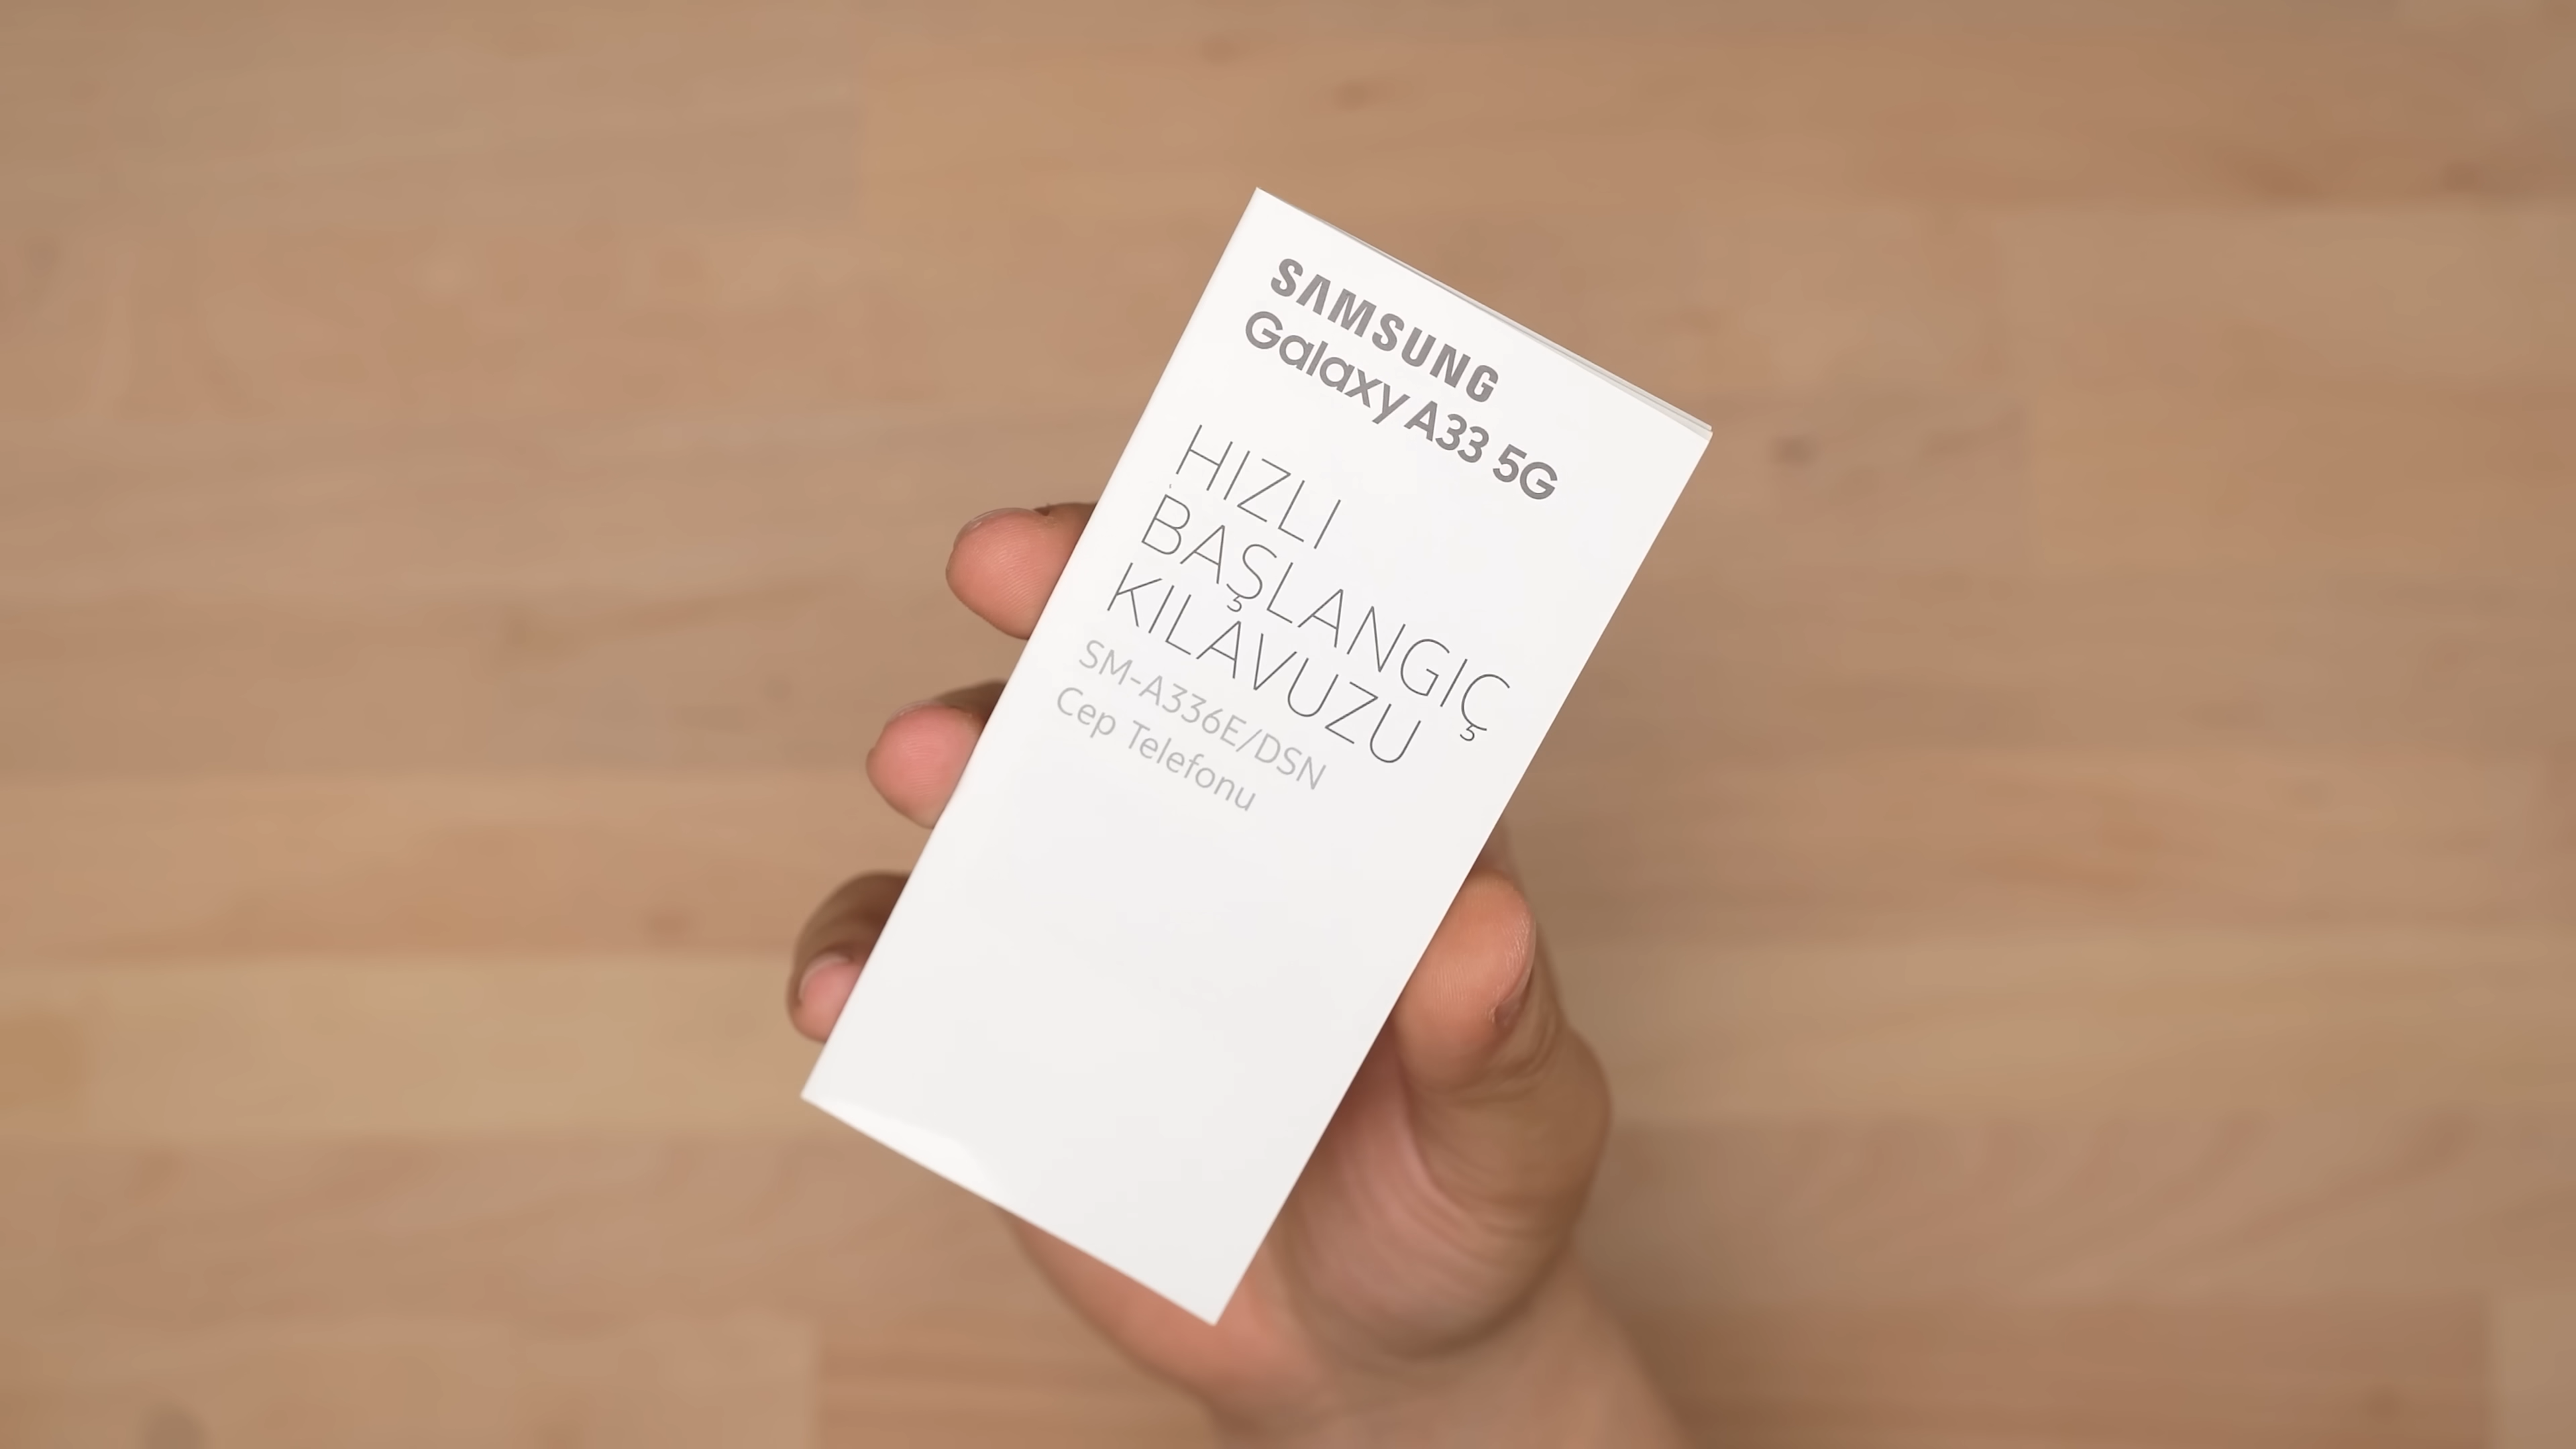 SAMSUNG
Galaxy A33 5G
HIZLI
BAŞLANGIÇ
KILAVUZU
SM-A336E/DSN
Cep Telefonu